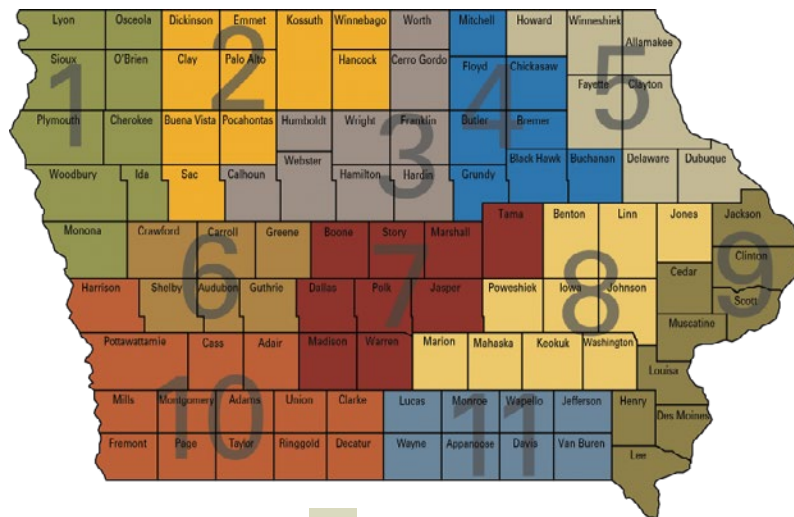 Lyon Osceola Dickinson Emmet Kossuth Winnebago Worth Mitchell Howard Winneshiek Allamakee
Sioux O'Brien Clay Palo Alto Hancock Cerro Gordo Floyd Chickasaw Fayette Clayton
1 2 3 4 5
Plymouth Cherokee Buena Vista Pocahontas Humboldt Wright Franklin Butler Bremer
Woodbury Ida Sac Calhoun Webster Hamilton Hardin Grundy Black Hawk Buchanan Delaware Dubuque
Monona Crawford Carroll Greene Boone Story Marshall Tama Benton Linn Jones Jackson
6 7 8 9
Harrison Shelby Audubon Guthrie Dallas Polk Jasper Poweshiek Iowa Johnson Cedar Clinton Scott
Pottawattamie Cass Adair Madison Warren Marion Mahaska Keokuk Washington Muscatine Louisa
Mills Montgomery Adams Union Clarke Lucas Monroe Wapello Jefferson Henry Des Moines
10 11
Fremont Page Taylor Ringgold Decatur Wayne Appanoose Davis Van Buren Lee